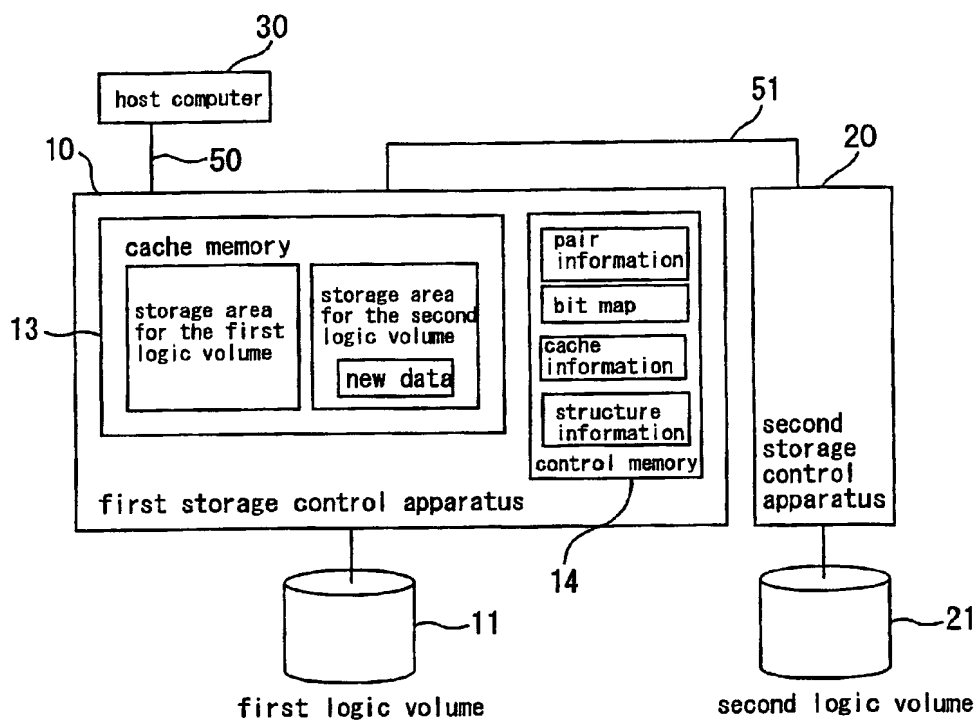 30
host computer
51
10
50
20
cache memory
storage area
for the first
logic volume
storage area
for the second
logic volume
new data
13
pair
information
bit map
cache
information
structure
information
control memory
second
storage
control
apparatus
first storage control apparatus
14
11
21
first logic volume
second logic volume